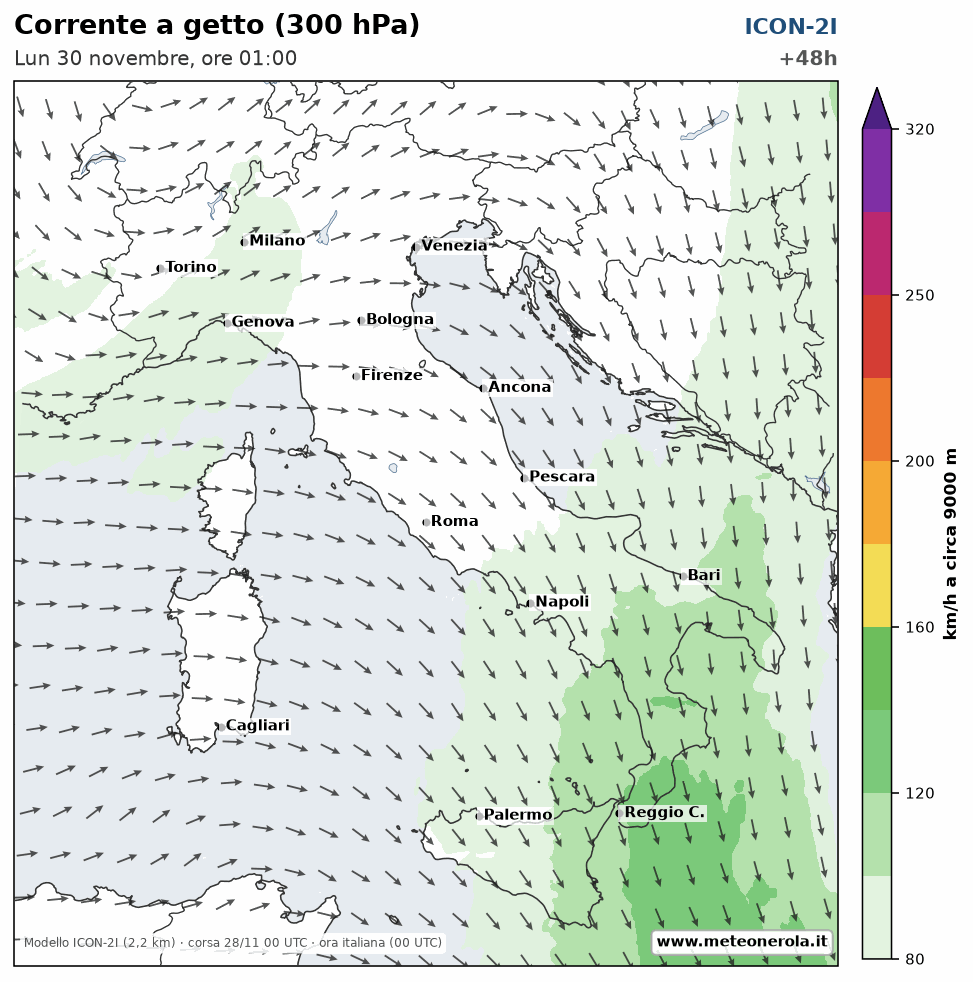 Corrente a getto (300 hPa)
ICON-2I
Lun 30 novembre, ore 01:00
+48h
320
Milano
Venezia
Torino
250
Genova
Bologna
Firenze
Ancona
200
Pescara
Roma
km/h a circa 9000 m
Bari
Napoli
160
Cagliari
120
Palermo
Reggio C.
Modello ICON-2I (2,2 km) · corsa 28/11 00 UTC · ora italiana (00 UTC)
www.meteonerola.it
80